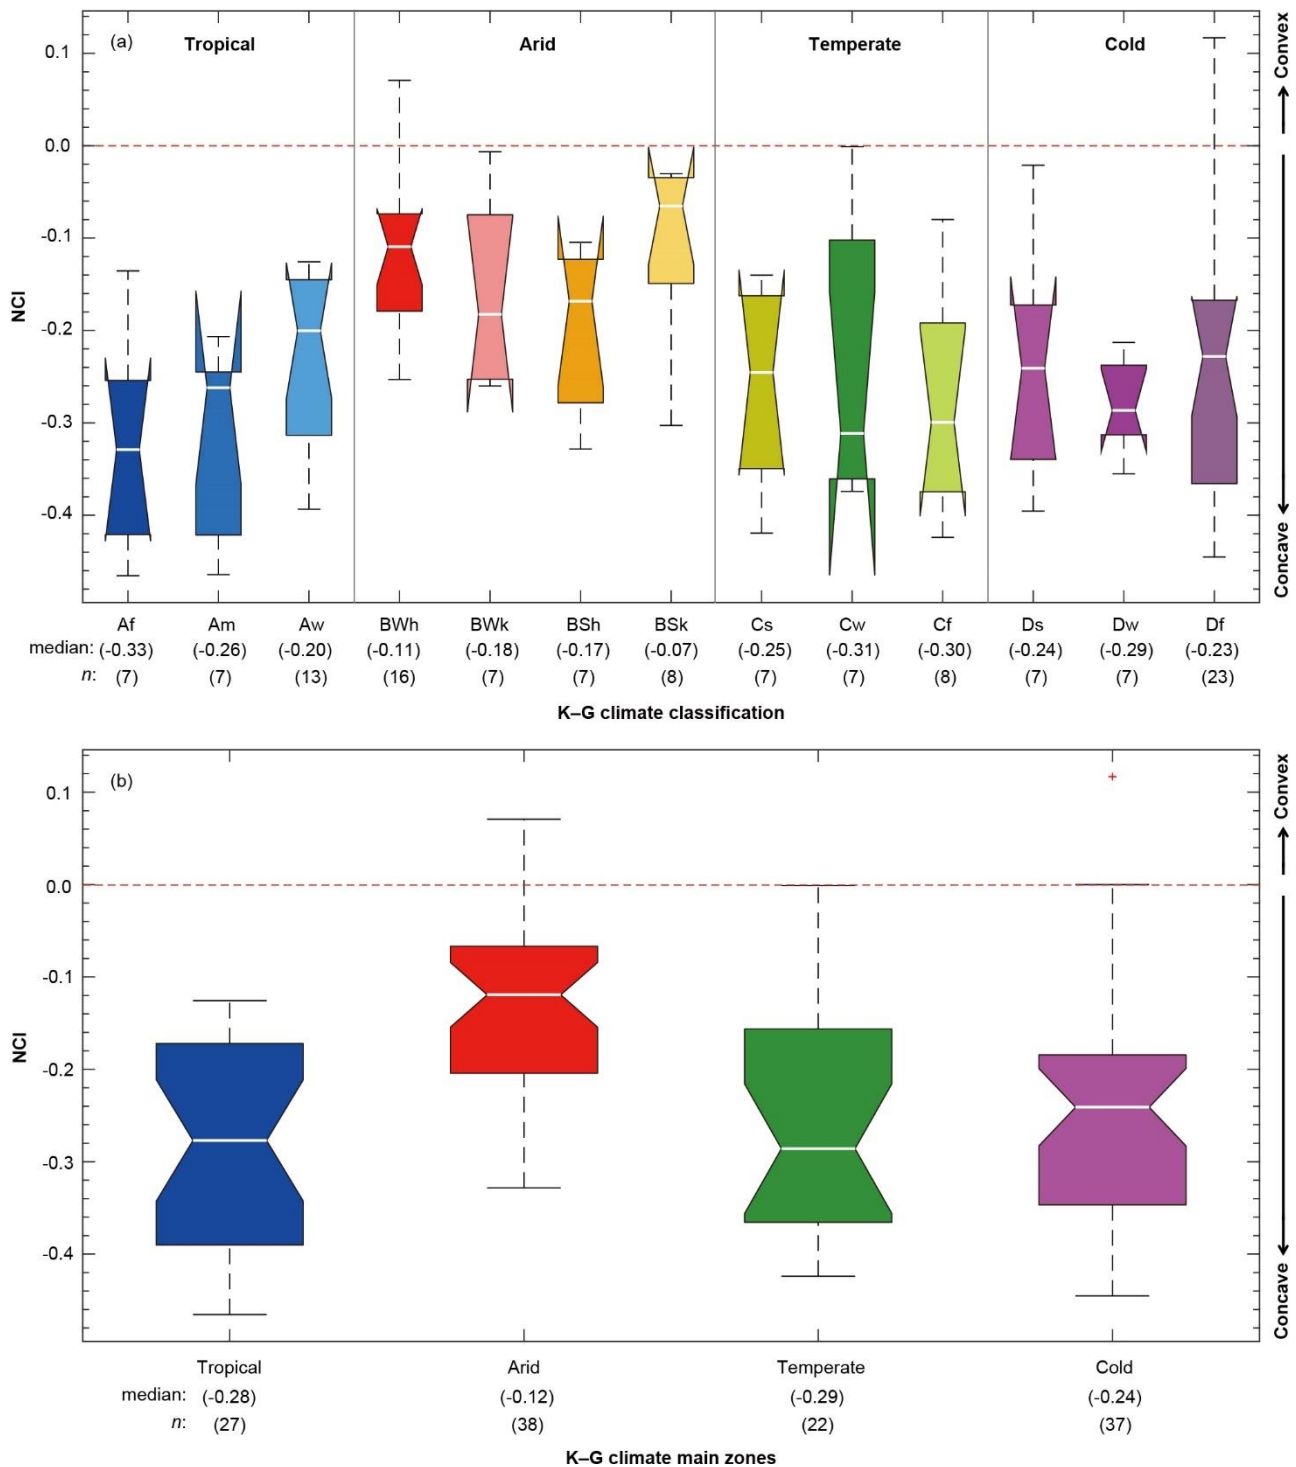 (a)
Tropical Arid Temperate Cold
Convex
0.1
0.0
-0.1
-0.2
-0.3
-0.4
NCI
Concave
Af Am Aw BWh BWk BSh BSk Cs Cw Cf Ds Dw Df
median: (-0.33) (-0.26) (-0.20) (-0.11) (-0.18) (-0.17) (-0.07) (-0.25) (-0.31) (-0.30) (-0.24) (-0.29) (-0.23)
n: (7) (7) (13) (16) (7) (7) (8) (7) (7) (8) (7) (7) (23)
K–G climate classification
(b)
Convex
0.1
0.0
-0.1
-0.2
-0.3
-0.4
NCI
Concave
Tropical Arid Temperate Cold
median: (-0.28) (-0.12) (-0.29) (-0.24)
n: (27) (38) (22) (37)
K–G climate main zones